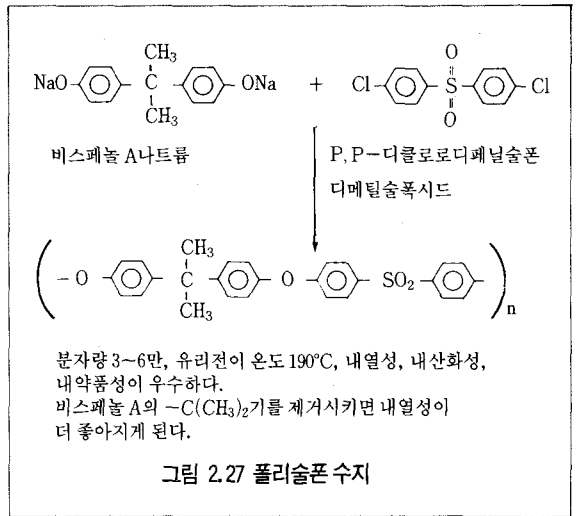 CH₃
O
NaO
C
ONa
+
Cl
S
Cl
CH₃
O
비스페놀 A나트륨
P, P－디클로로디페닐술폰
디메틸술폭시드
CH₃
－O
C
O
SO₂
n
CH₃
분자량 3~6만, 유리전이 온도 190°C, 내열성, 내산화성,
내약품성이 우수하다.
비스페놀 A의 －C(CH₃)₂기를 제거시키면 내열성이
더 좋아지게 된다.
그림 2.27 폴리술폰 수지